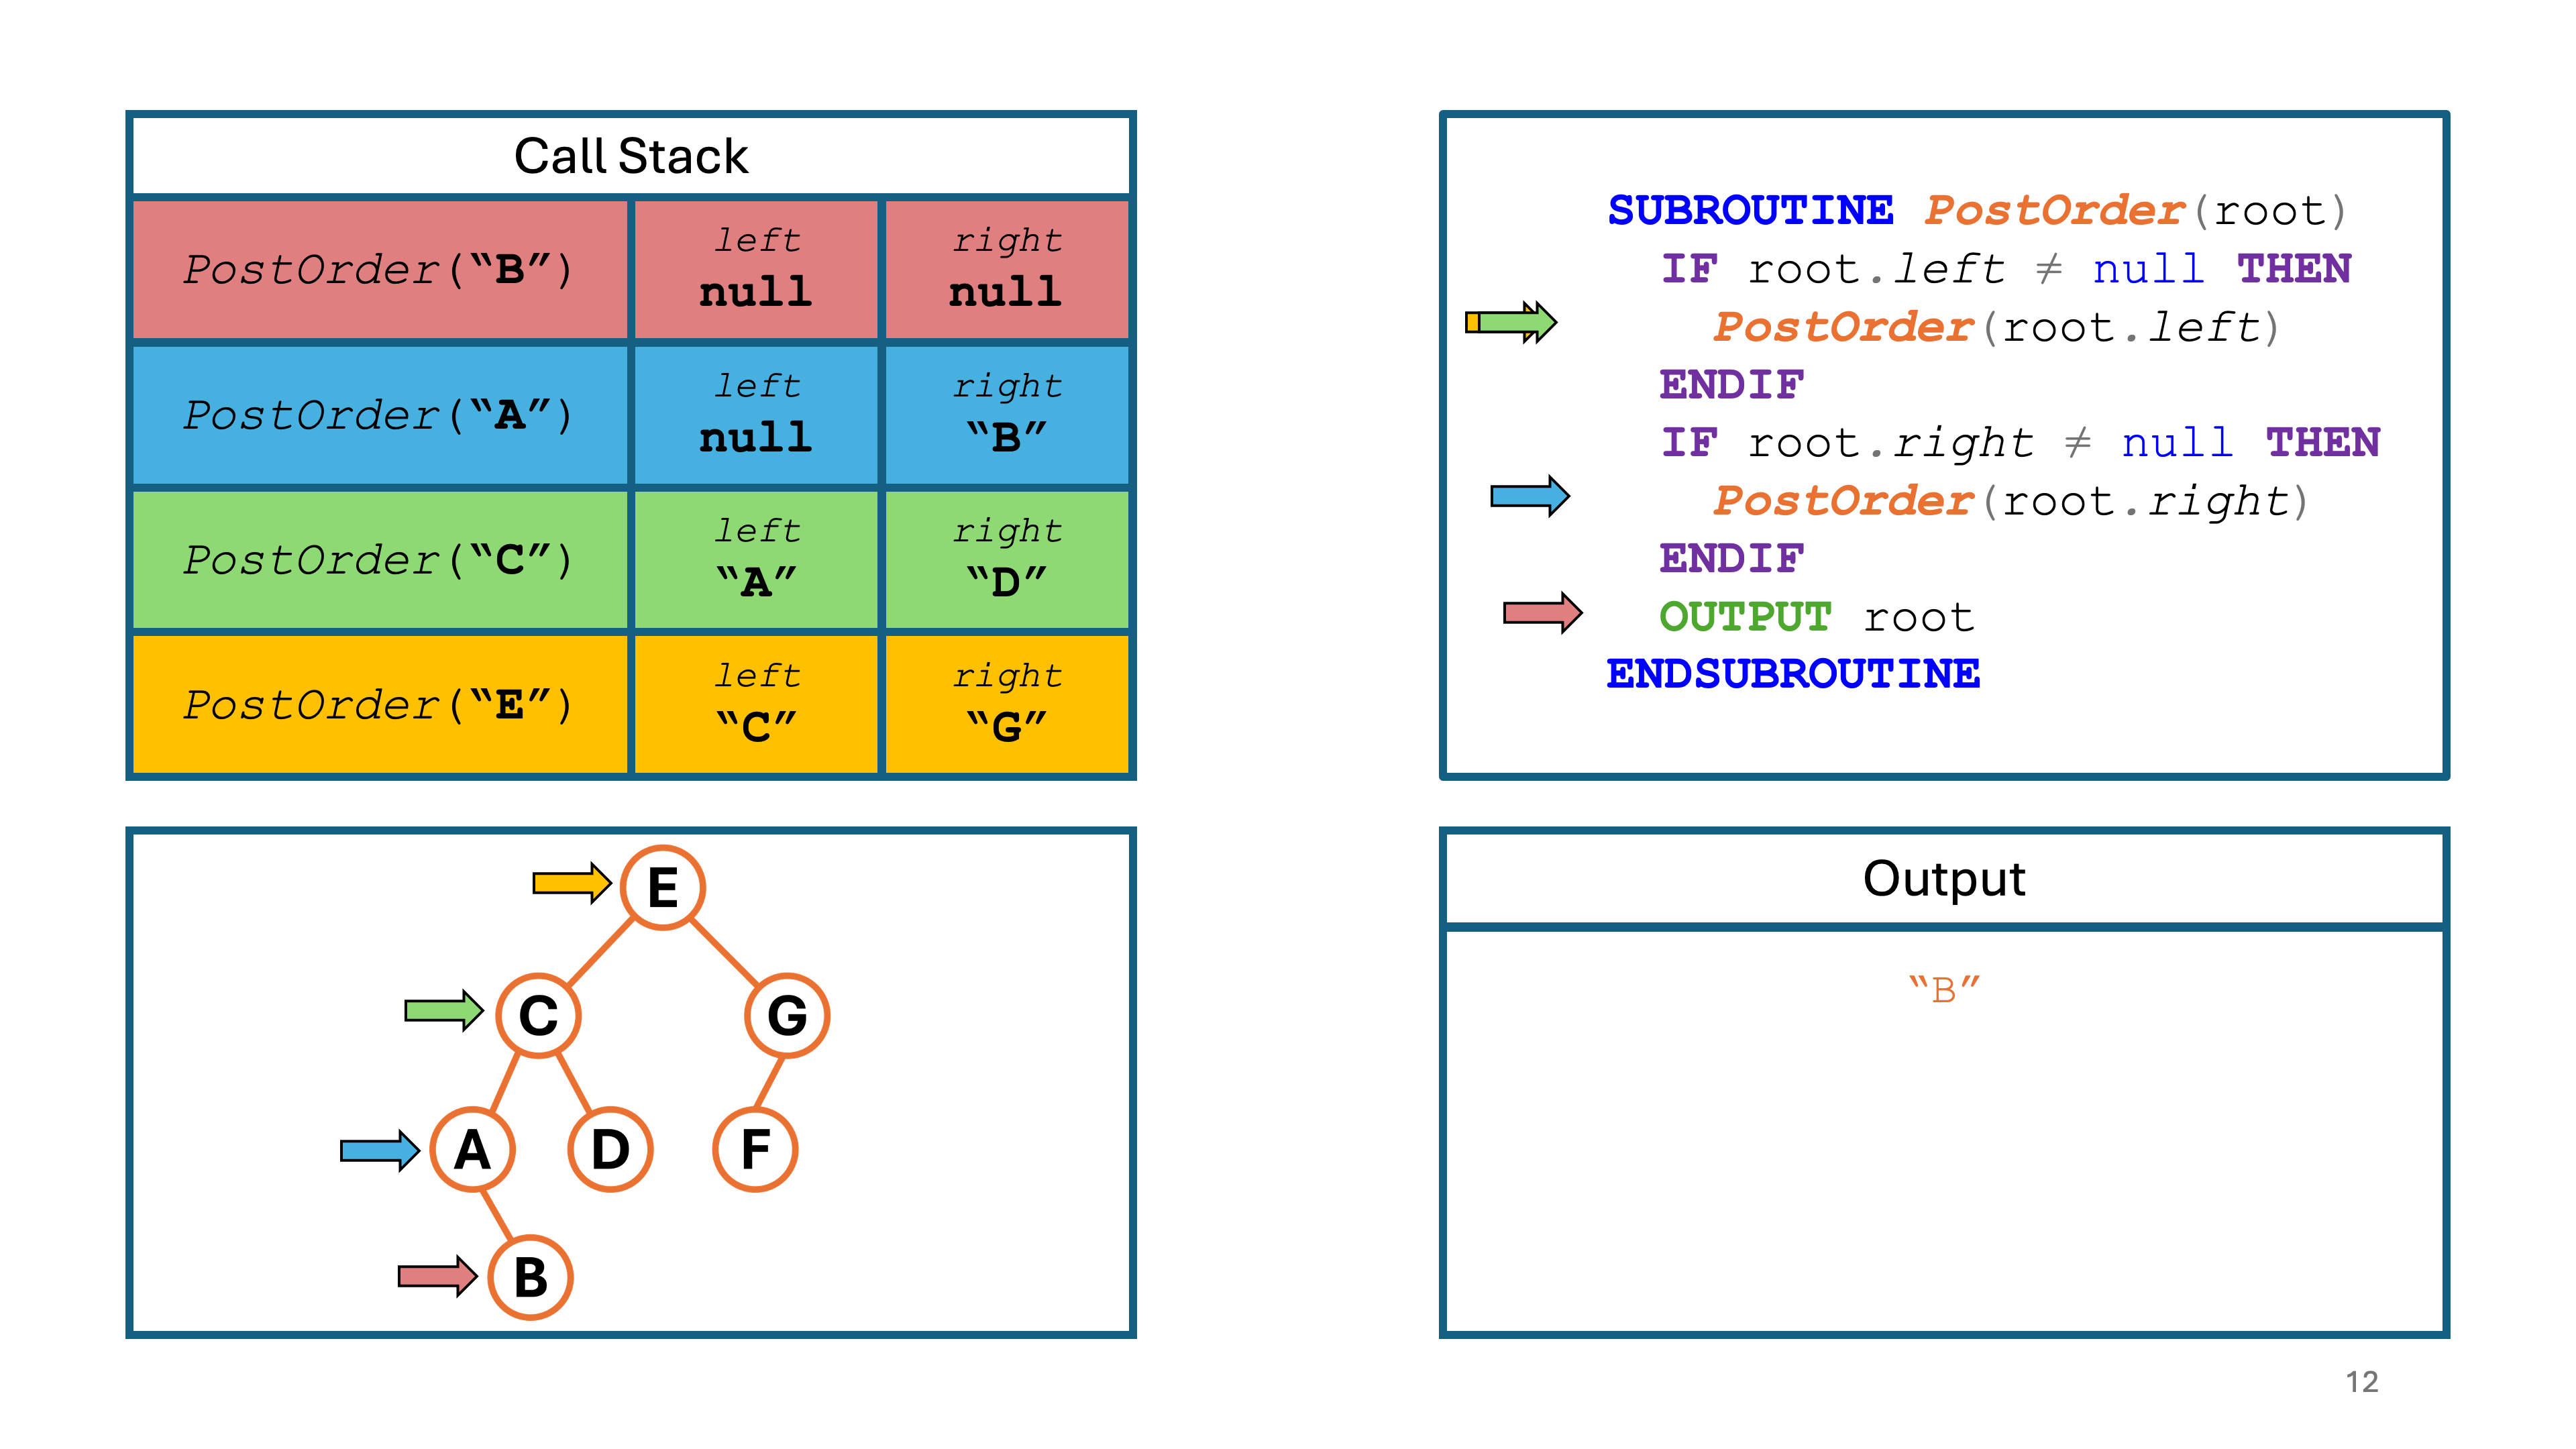 Call Stack
PostOrder(“B”)
left
null
right
null
PostOrder(“A”)
left
null
right
“B”
PostOrder(“C”)
left
“A”
right
“D”
PostOrder(“E”)
left
“C”
right
“G”
SUBROUTINE PostOrder(root)
IF root.left ≠ null THEN
PostOrder(root.left)
ENDIF
IF root.right ≠ null THEN
PostOrder(root.right)
ENDIF
OUTPUT root
ENDSUBROUTINE
E
C
G
A
D
F
B
Output
“B”
12